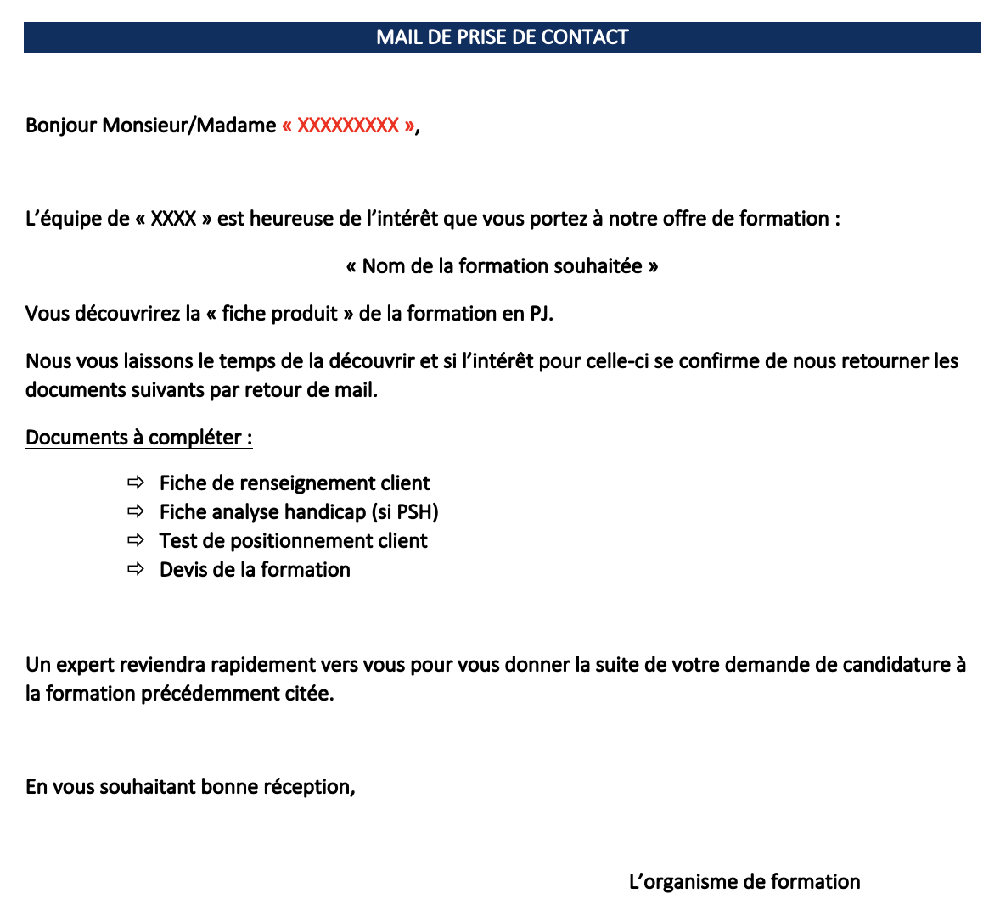 MAIL DE PRISE DE CONTACT
Bonjour Monsieur/Madame « XXXXXXXXX »,
L’équipe de « XXXX » est heureuse de l’intérêt que vous portez à notre offre de formation :
« Nom de la formation souhaitée »
Vous découvrirez la « fiche produit » de la formation en PJ.
Nous vous laissons le temps de la découvrir et si l’intérêt pour celle-ci se confirme de nous retourner les
documents suivants par retour de mail.
Documents à compléter :
⇨ Fiche de renseignement client
⇨ Fiche analyse handicap (si PSH)
⇨ Test de positionnement client
⇨ Devis de la formation
Un expert reviendra rapidement vers vous pour vous donner la suite de votre demande de candidature à
la formation précédemment citée.
En vous souhaitant bonne réception,
L’organisme de formation